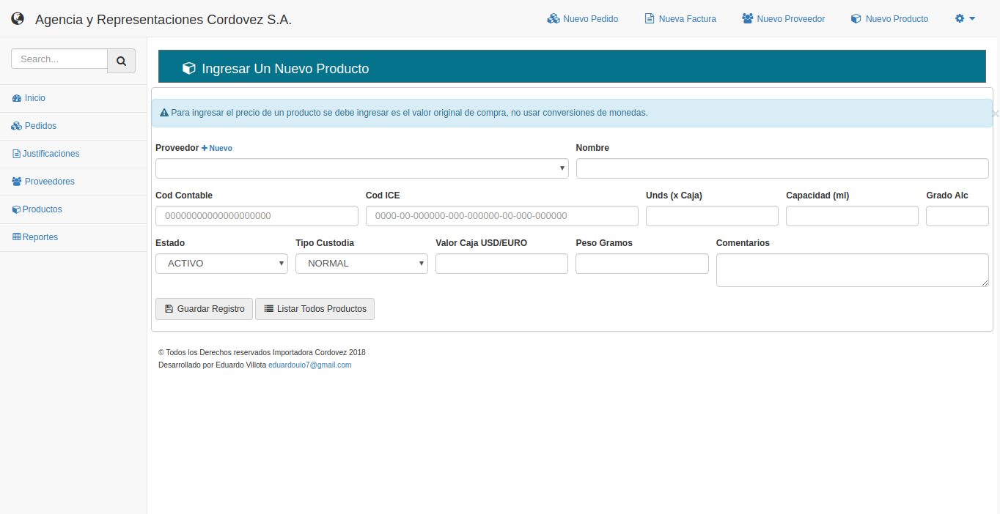 Agencia y Representaciones Cordovez S.A.
Nuevo Pedido
Nueva Factura
Nuevo Proveedor
Nuevo Producto
Search...
Inicio
Pedidos
Justificaciones
Proveedores
Productos
Reportes
Ingresar Un Nuevo Producto
Para ingresar el precio de un producto se debe ingresar es el valor original de compra, no usar conversiones de monedas.
×
Proveedor + Nuevo
Nombre
Cod Contable
Cod ICE
Unds (x Caja)
Capacidad (ml)
Grado Alc
00000000000000000000
0000-00-000000-000-000000-00-000-000000
Estado
Tipo Custodia
Valor Caja USD/EURO
Peso Gramos
Comentarios
ACTIVO
NORMAL
Guardar Registro
Listar Todos Productos
© Todos los Derechos reservados Importadora Cordovez 2018
Desarrollado por Eduardo Villota eduardouio7@gmail.com